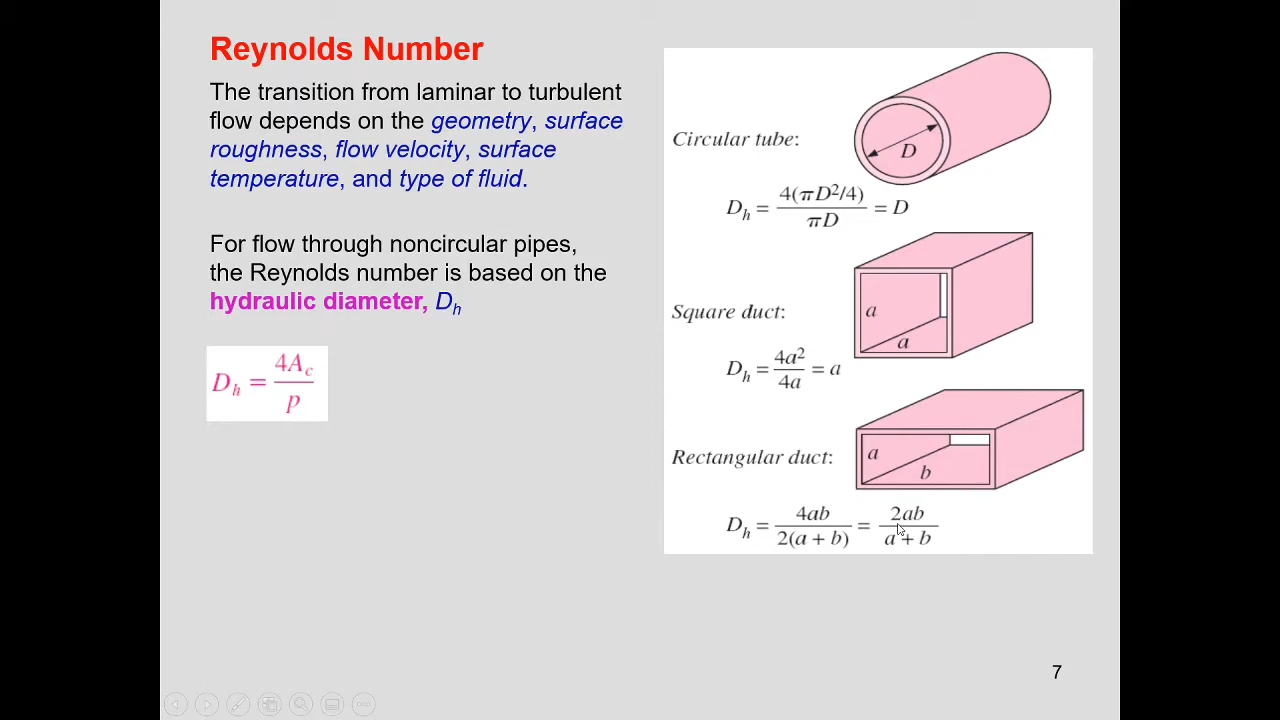 Reynolds Number
The transition from laminar to turbulent
flow depends on the geometry, surface
roughness, flow velocity, surface
temperature, and type of fluid.
For flow through noncircular pipes,
the Reynolds number is based on the
hydraulic diameter, Dh
Dh = 4Ac/p
Circular tube:
D
Dh = 4(πD²/4)/πD = D
Square duct:
a
a
Dh = 4a²/4a = a
Rectangular duct:
a
b
Dh = 4ab/2(a + b) = 2ab/a + b
7